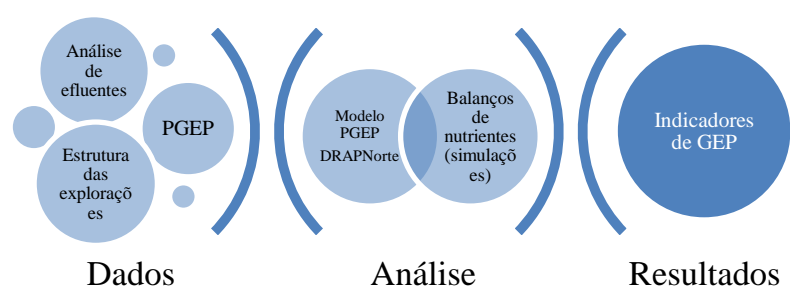 Análise
de
efluentes
PGEP
Estrutura
das
exploraçõ
es
Modelo
PGEP
DRAPNorte
Balanços
de
nutrientes
(simulaçõ
es)
Indicadores
de GEP
Dados
Análise
Resultados